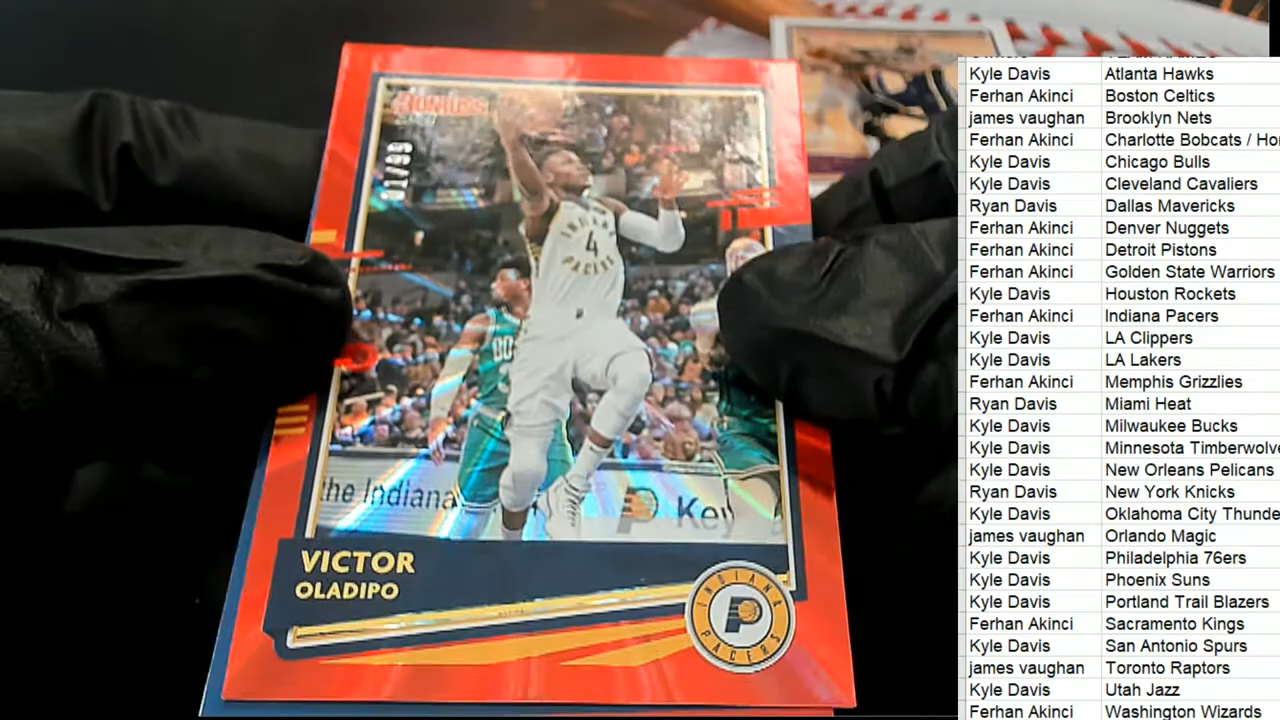 DONRUSS
01/99
INDIANA
4
PACERS
the Indiana
Key
VICTOR
OLADIPO
INDIANA
PACERS
Kyle Davis Atlanta Hawks
Ferhan Akinci Boston Celtics
james vaughan Brooklyn Nets
Ferhan Akinci Charlotte Bobcats / Ho
Kyle Davis Chicago Bulls
Kyle Davis Cleveland Cavaliers
Ryan Davis Dallas Mavericks
Ferhan Akinci Denver Nuggets
Ferhan Akinci Detroit Pistons
Ferhan Akinci Golden State Warriors
Kyle Davis Houston Rockets
Ferhan Akinci Indiana Pacers
Kyle Davis LA Clippers
Kyle Davis LA Lakers
Ferhan Akinci Memphis Grizzlies
Ryan Davis Miami Heat
Kyle Davis Milwaukee Bucks
Kyle Davis Minnesota Timberwolve
Kyle Davis New Orleans Pelicans
Ryan Davis New York Knicks
Kyle Davis Oklahoma City Thunde
james vaughan Orlando Magic
Kyle Davis Philadelphia 76ers
Kyle Davis Phoenix Suns
Kyle Davis Portland Trail Blazers
Ferhan Akinci Sacramento Kings
Kyle Davis San Antonio Spurs
james vaughan Toronto Raptors
Kyle Davis Utah Jazz
Ferhan Akinci Washington Wizards